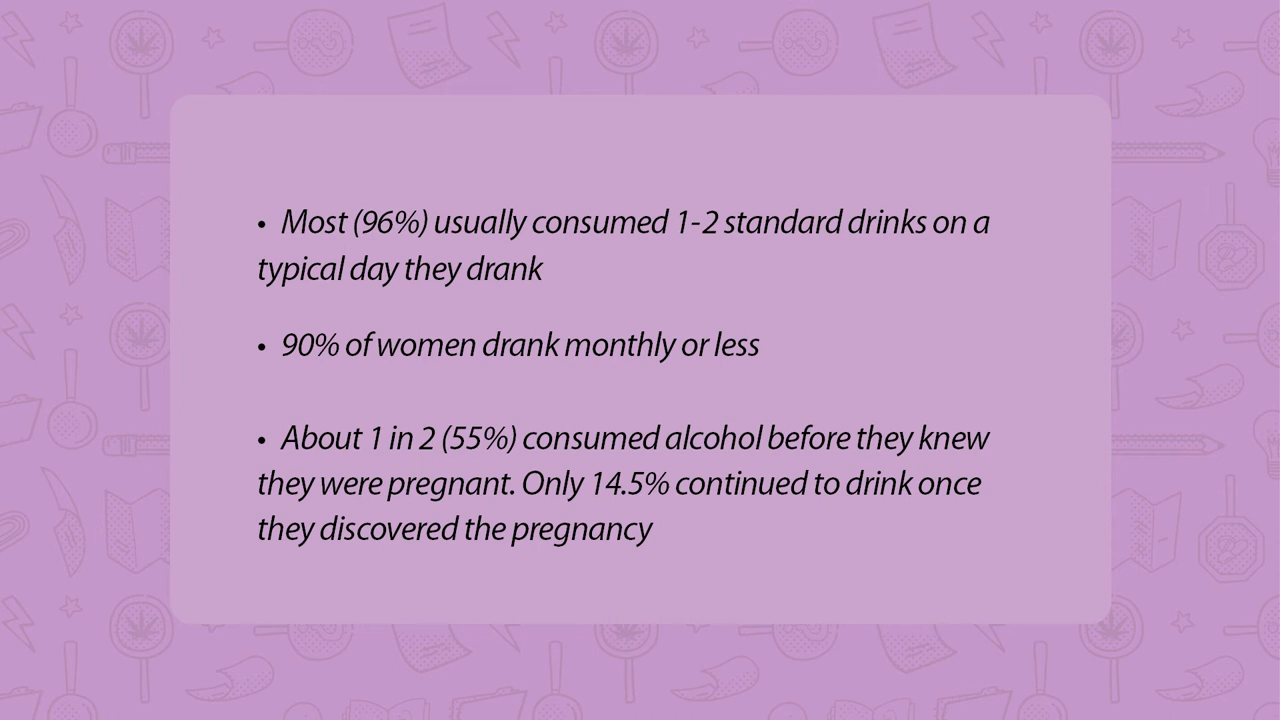 • Most (96%) usually consumed 1-2 standard drinks on a
typical day they drank
• 90% of women drank monthly or less
• About 1 in 2 (55%) consumed alcohol before they knew
they were pregnant. Only 14.5% continued to drink once
they discovered the pregnancy